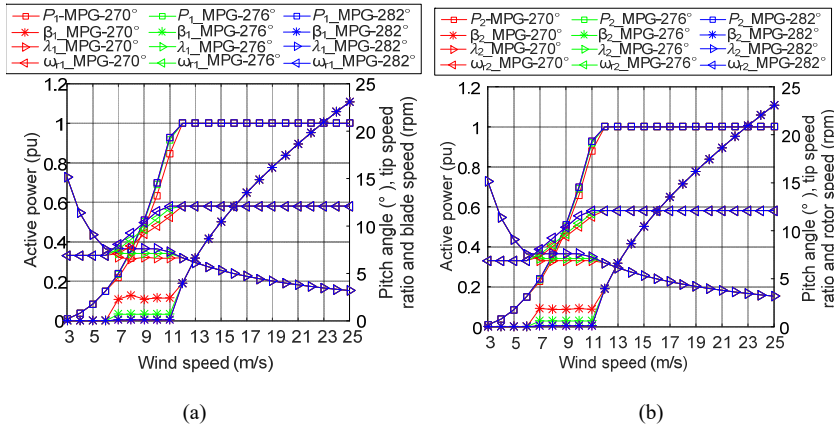 P1-MPG-270° P1_MPG-276° P1_MPG-282°
β1_MPG-270° β1_MPG-276° β1_MPG-282°
λ1_MPG-270° λ1_MPG-276° λ1_MPG-282°
ωr1_MPG-270° ωr1_MPG-276° ωr1_MPG-282°
1.2
1
0.8
0.6
0.4
0.2
0
Active power (pu)
25
20
15
10
5
0
Pitch angle (°), tip speed
ratio and blade speed (rpm)
3 5 7 9 11 13 15 17 19 21 23 25
Wind speed (m/s)
(a)
P2-MPG-270° P2_MPG-276° P2_MPG-282°
β2_MPG-270° β2_MPG-276° β2_MPG-282°
λ2_MPG-270° λ2_MPG-276° λ2_MPG-282°
ωr2_MPG-270° ωr2_MPG-276° ωr2_MPG-282°
1.2
1
0.8
0.6
0.4
0.2
0
Active power (pu)
25
20
15
10
5
0
Pitch angle (°), tip speed
ratio and rotor speed (rpm)
3 5 7 9 11 13 15 17 19 21 23 25
Wind speed (m/s)
(b)